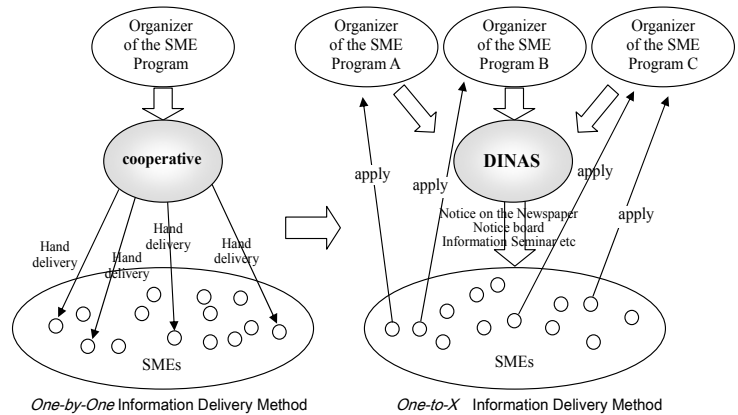 Organizer
of the SME
Program
cooperative
Hand
delivery
Hand
delivery
Hand
delivery
Hand
delivery
SMEs
One-by-One Information Delivery Method
Organizer
of the SME
Program A
Organizer
of the SME
Program B
Organizer
of the SME
Program C
DINAS
apply
apply
apply
apply
Notice on the Newspaper
Notice board
Information Seminar etc
SMEs
One-to-X Information Delivery Method